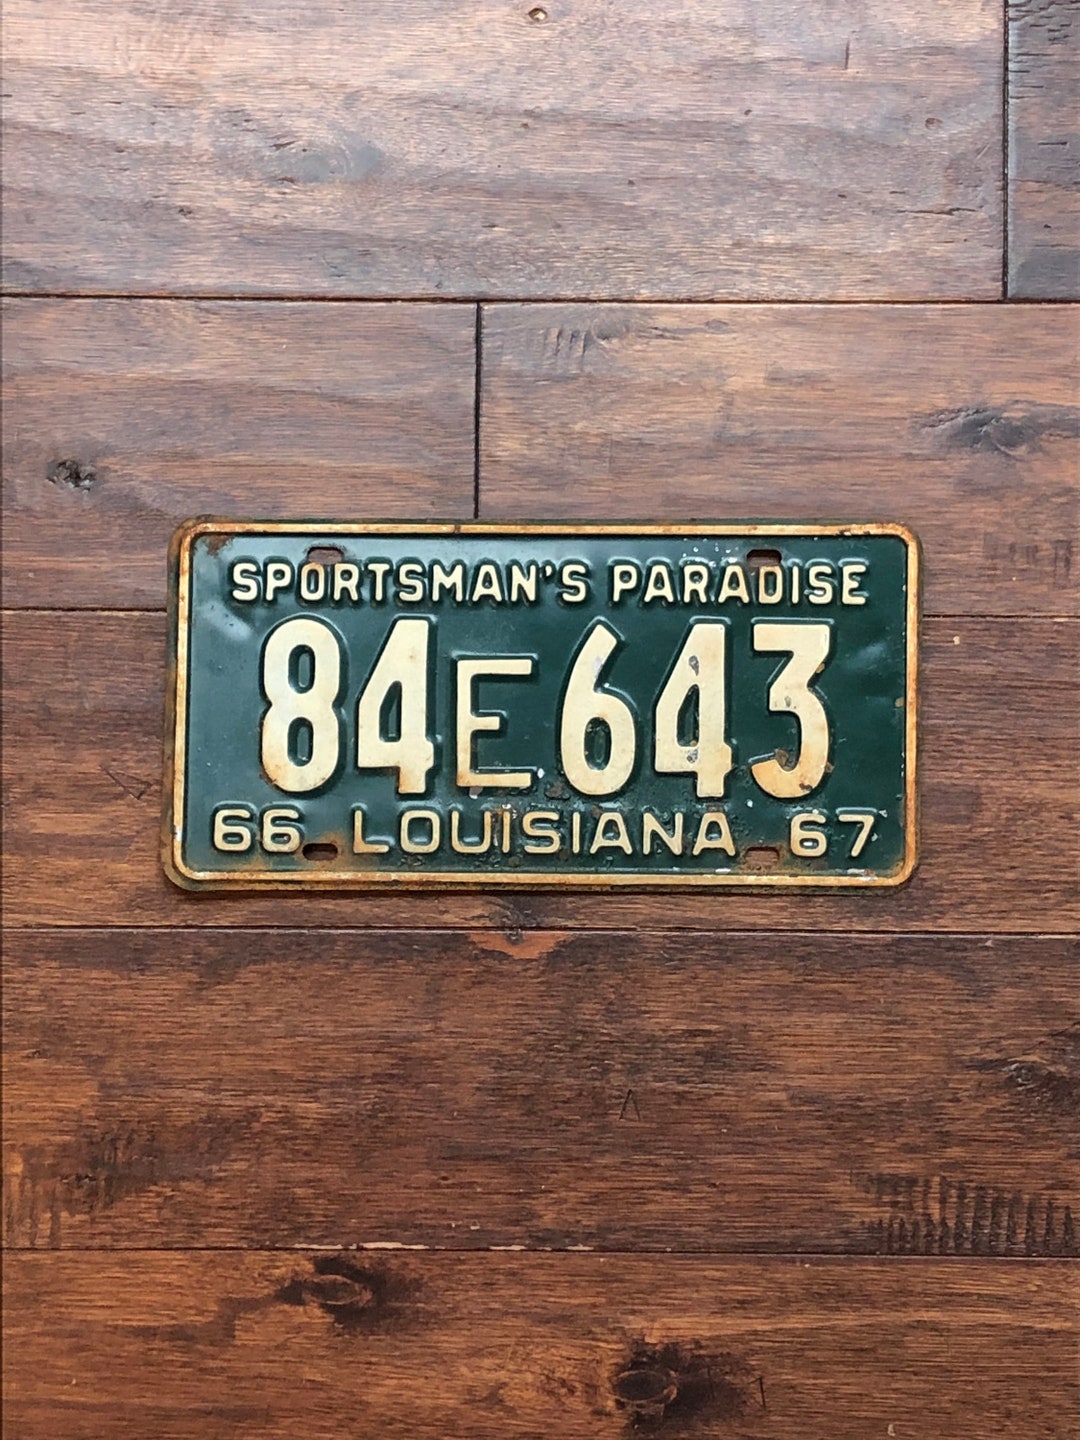 SPORTSMAN'S PARADISE
84E643
66 LOUISIANA 67